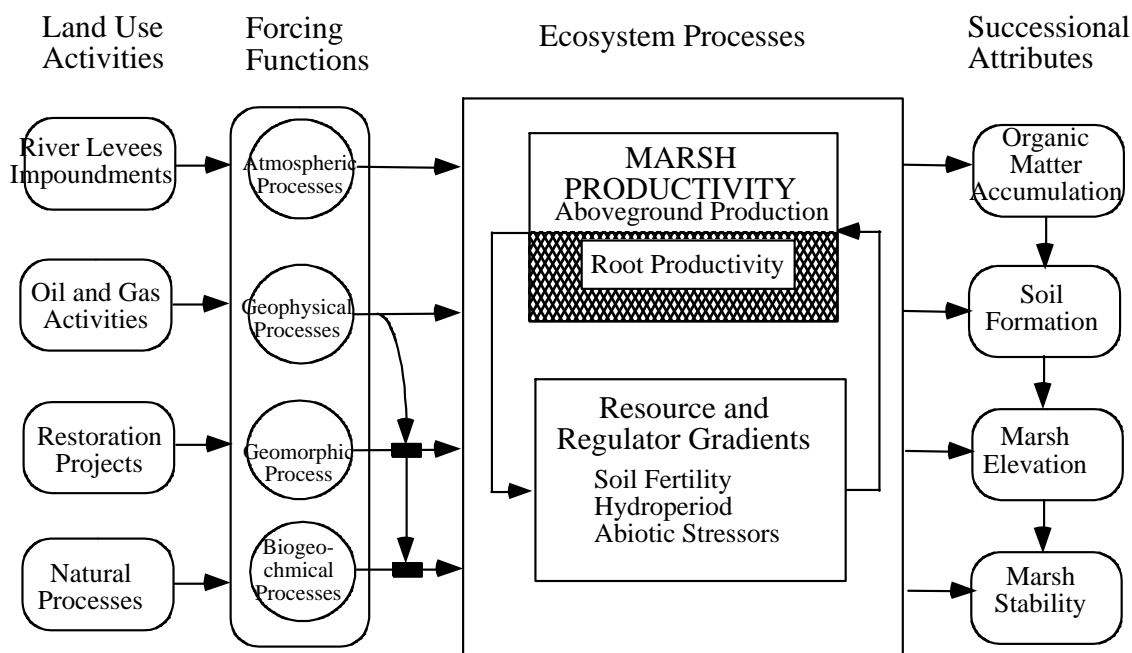 Land Use
Activities
Forcing
Functions
Ecosystem Processes
Successional
Attributes
River Levees
Impoundments
Oil and Gas
Activities
Restoration
Projects
Natural
Processes
Atmospheric
Processes
Geophysical
Processes
Geomorphic
Process
Biogeo-
chmical
Processes
MARSH
PRODUCTIVITY
Aboveground Production
Root Productivity
Resource and
Regulator Gradients
Soil Fertility
Hydroperiod
Abiotic Stressors
Organic
Matter
Accumulation
Soil
Formation
Marsh
Elevation
Marsh
Stability